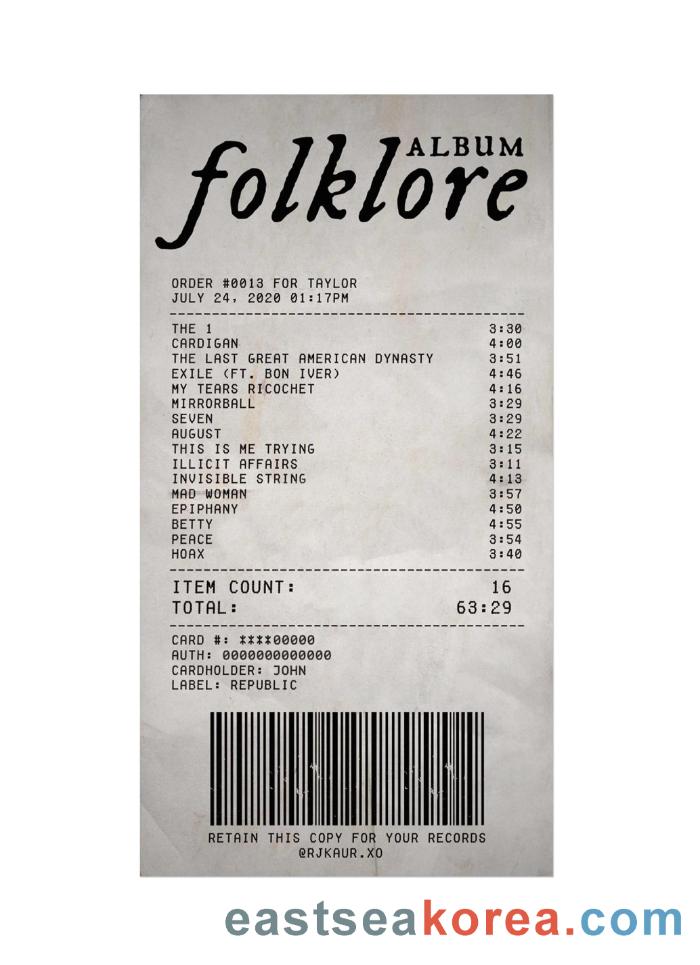 ALBUM
folklore
ORDER #0013 FOR TAYLOR
JULY 24, 2020 01:17PM
THE 1 3:30
CARDIGAN 4:00
THE LAST GREAT AMERICAN DYNASTY 3:51
EXILE (FT. BON IVER) 4:46
MY TEARS RICOCHET 4:16
MIRRORBALL 3:29
SEVEN 3:29
AUGUST 4:22
THIS IS ME TRYING 3:15
ILLICIT AFFAIRS 3:11
INVISIBLE STRING 4:13
MAD WOMAN 3:57
EPIPHANY 4:50
BETTY 4:55
PEACE 3:54
HOAX 3:40
ITEM COUNT: 16
TOTAL: 63:29
CARD #: ****00000
AUTH: 0000000000000
CARDHOLDER: JOHN
LABEL: REPUBLIC
RETAIN THIS COPY FOR YOUR RECORDS
@RJKAUR.XO
eastseakorea.com